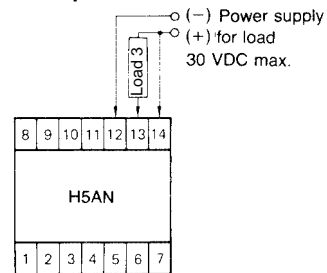 (−) Power supply
(+) for load
30 VDC max.
Load 3
8 9 10 11 12 13 14
H5AN
1 2 3 4 5 6 7